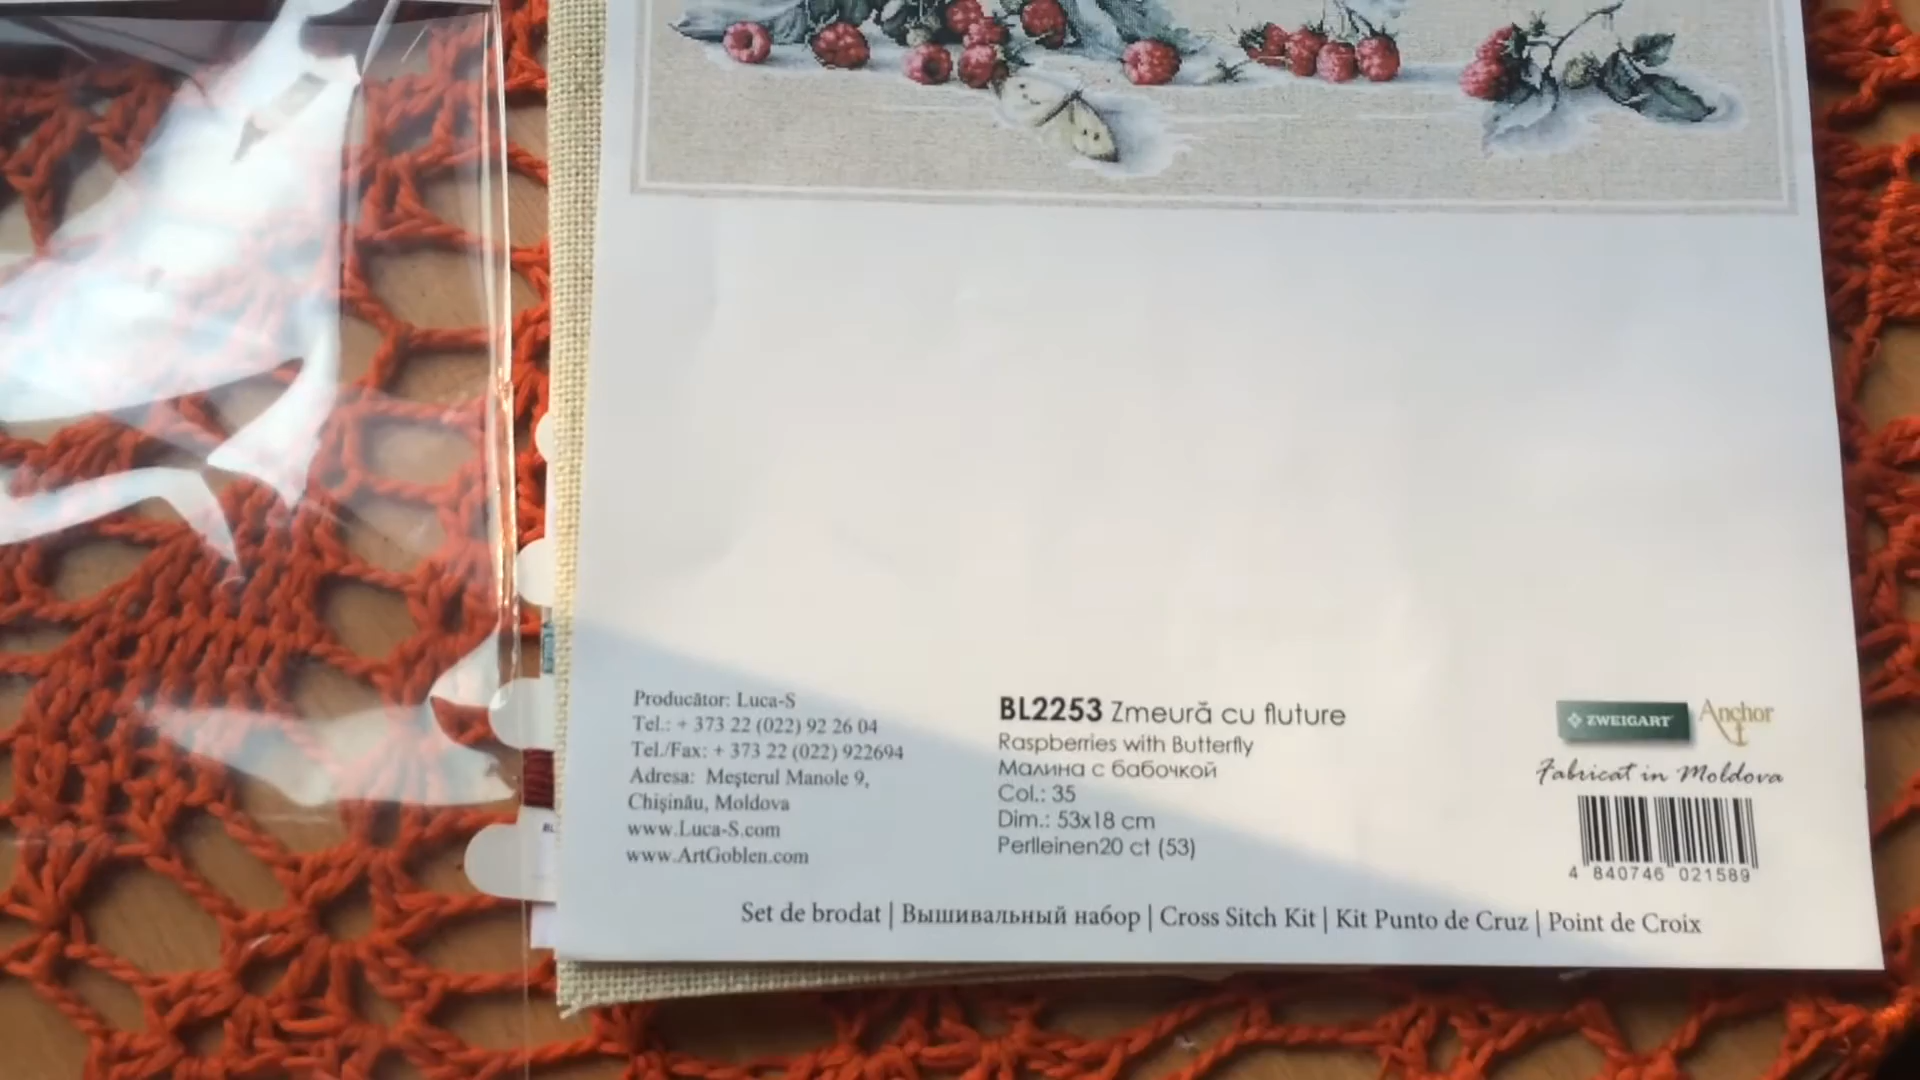 Producător: Luca-S
Tel.: + 373 22 (022) 92 26 04
Tel./Fax: + 373 22 (022) 922694
Adresa: Meşterul Manole 9,
Chişinău, Moldova
www.Luca-S.com
www.ArtGoblen.com
BL2253 Zmeură cu fluture
Raspberries with Butterfly
Малина с бабочкой
Col.: 35
Dim.: 53x18 cm
Perlleinen20 ct (53)
ZWEIGART Anchor
Fabricat in Moldova
4 840746 021589
BL
Set de brodat | Вышивальный набор | Cross Sitch Kit | Kit Punto de Cruz | Point de Croix